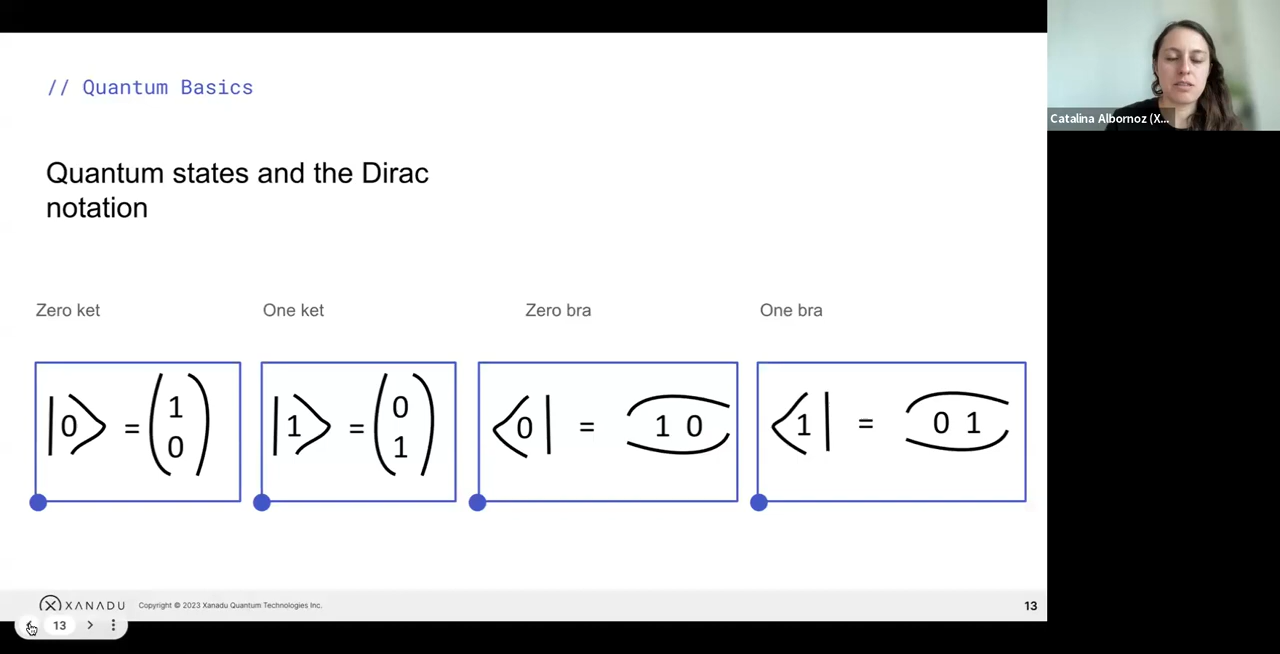 // Quantum Basics
Quantum states and the Dirac
notation
Zero ket
One ket
Zero bra
One bra
|0> = (1
0)
|1> = (0
1)
<0| = (1 0)
<1| = (0 1)
XANADU
Copyright © 2023 Xanadu Quantum Technologies Inc.
13
13
Catalina Albornoz (X...